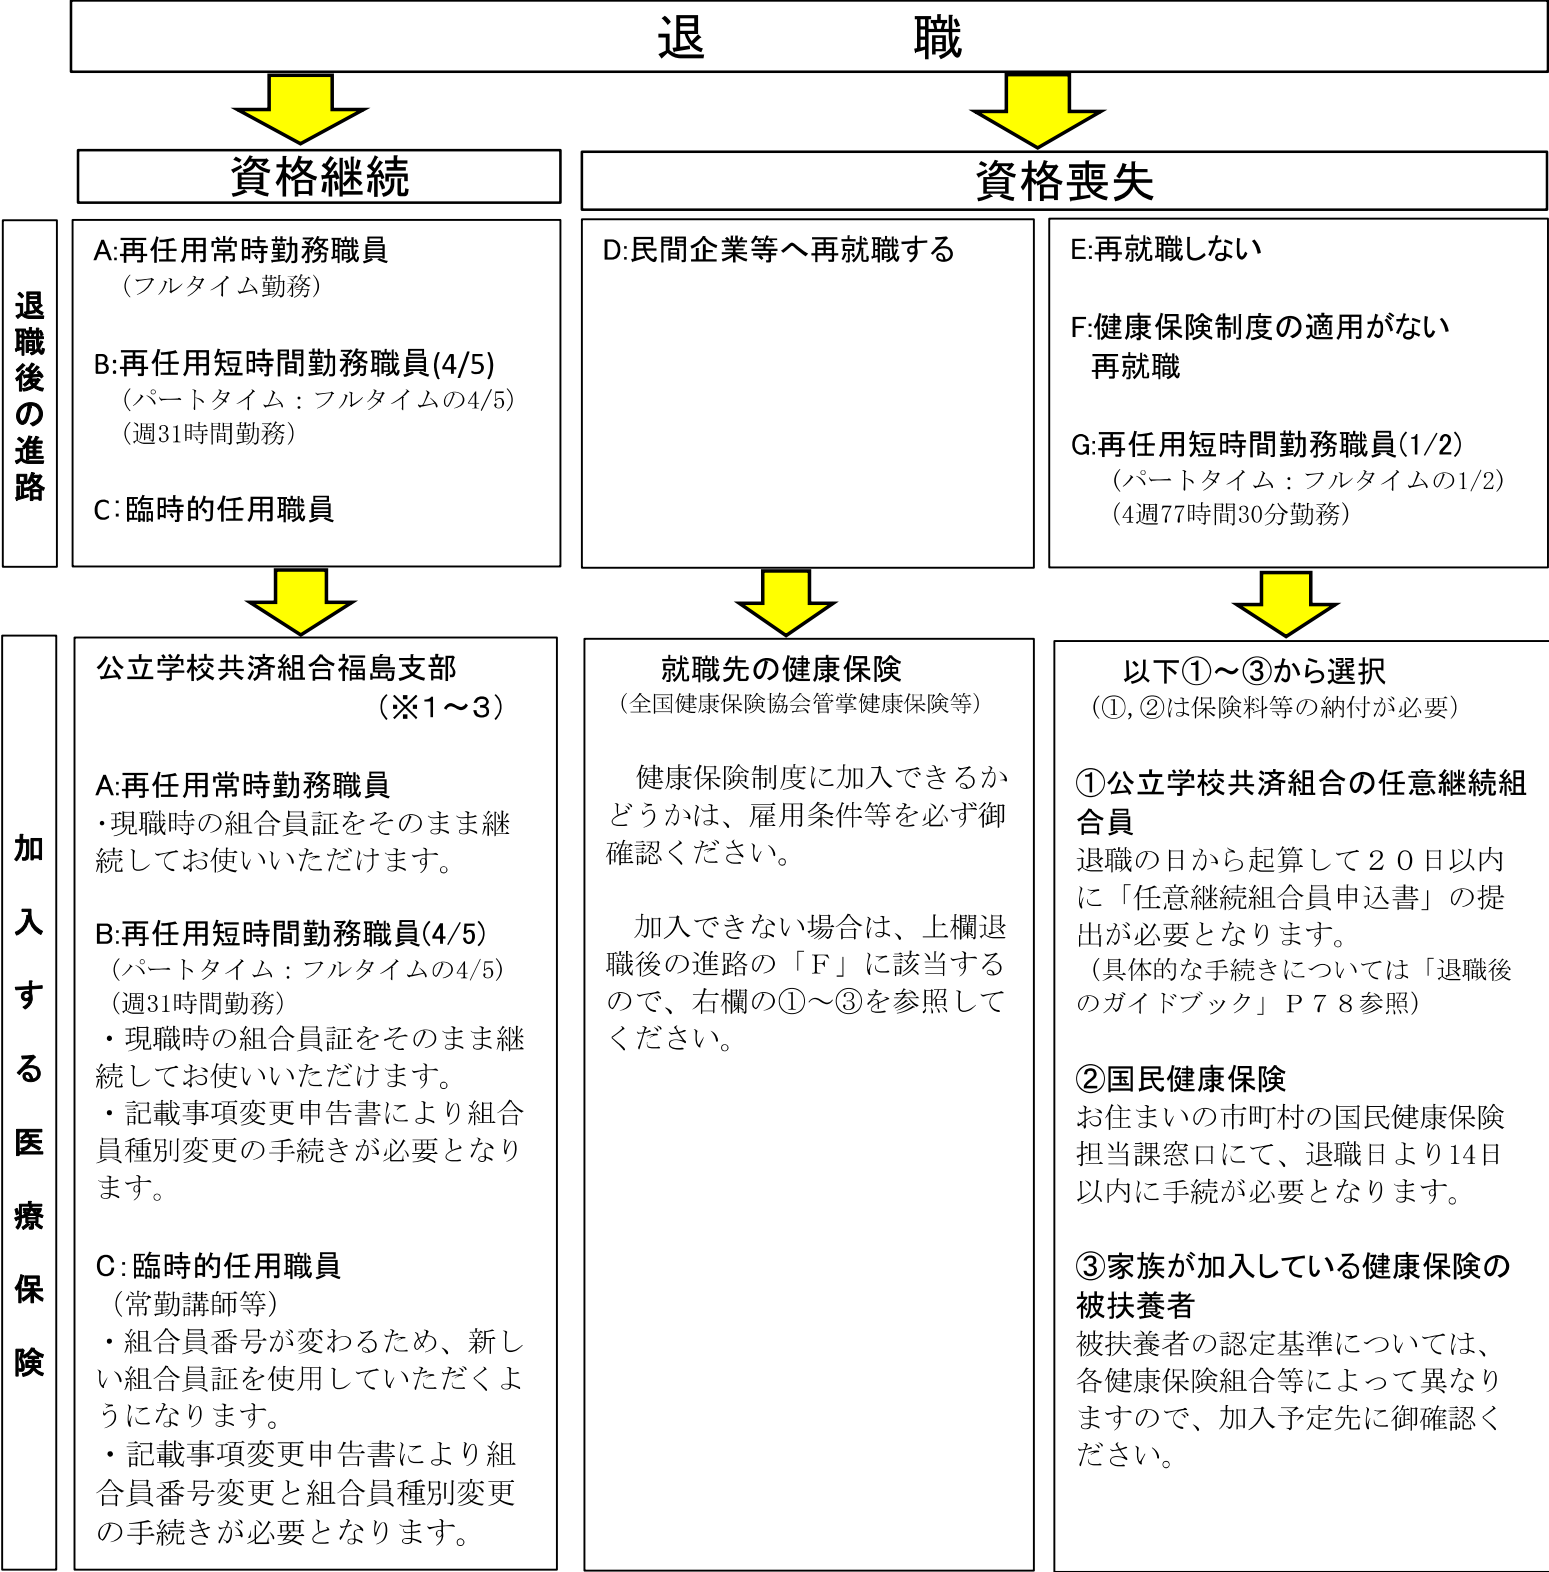 退　職
資格継続
資格喪失
退職後の進路
A:再任用常時勤務職員
（フルタイム勤務）
B:再任用短時間勤務職員(4/5)
（パートタイム：フルタイムの4/5）
（週31時間勤務）
C：臨時的任用職員
D:民間企業等へ再就職する
E:再就職しない
F:健康保険制度の適用がない
再就職
G:再任用短時間勤務職員(1/2)
（パートタイム：フルタイムの1/2）
（4週77時間30分勤務）
加入する医療保険
公立学校共済組合福島支部
（※１～３）
A:再任用常時勤務職員
・現職時の組合員証をそのまま継
続してお使いいただけます。
B:再任用短時間勤務職員(4/5)
（パートタイム：フルタイムの4/5）
（週31時間勤務）
・現職時の組合員証をそのまま継
続してお使いいただけます。
・記載事項変更申告書により組合
員種別変更の手続きが必要となり
ます。
C：臨時的任用職員
（常勤講師等）
・組合員番号が変わるため、新し
い組合員証を使用していただくよ
うになります。
・記載事項変更申告書により組
合員番号変更と組合員種別変更
の手続きが必要となります。
就職先の健康保険
（全国健康保険協会管掌健康保険等）
健康保険制度に加入できるか
どうかは、雇用条件等を必ず御
確認ください。
加入できない場合は、上欄退
職後の進路の「Ｆ」に該当する
ので、右欄の①～③を参照して
ください。
以下①～③から選択
（①,②は保険料等の納付が必要）
①公立学校共済組合の任意継続組
合員
退職の日から起算して２０日以内
に「任意継続組合員申込書」の提
出が必要となります。
（具体的な手続きについては「退職後
のガイドブック」Ｐ７８参照）
②国民健康保険
お住まいの市町村の国民健康保険
担当課窓口にて、退職日より14日
以内に手続が必要となります。
③家族が加入している健康保険の
被扶養者
被扶養者の認定基準については、
各健康保険組合等によって異なり
ますので、加入予定先に御確認く
ださい。